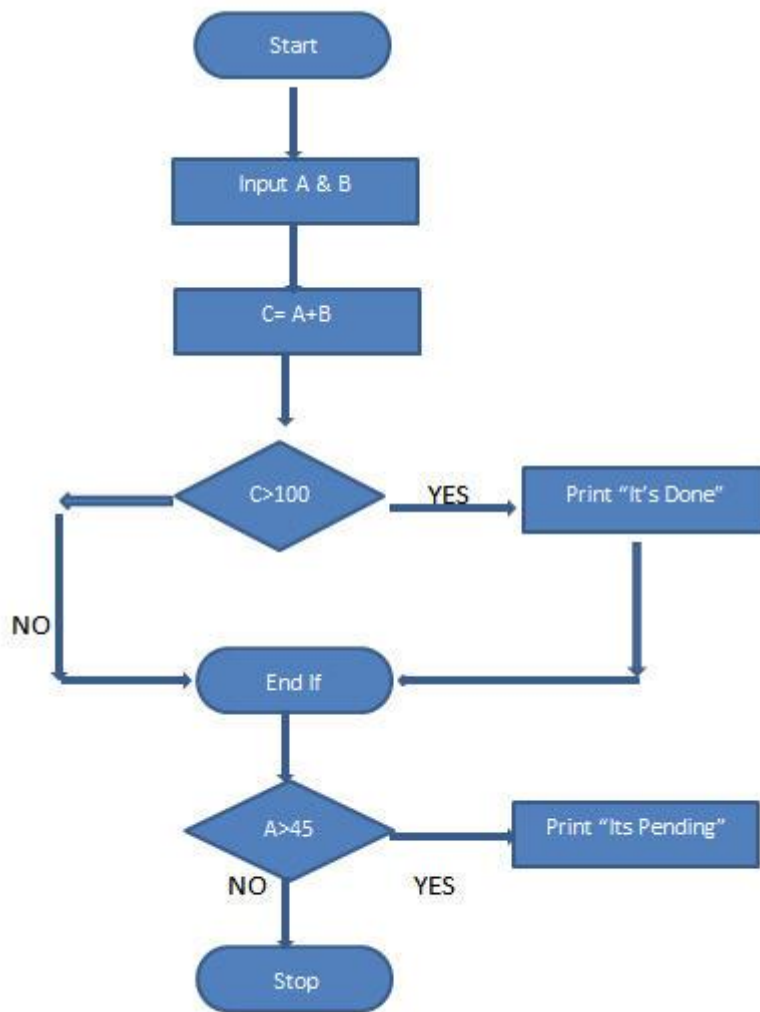 Start
Input A & B
C= A+B
C>100
YES
Print “It’s Done”
NO
End If
A>45
Print “Its Pending”
NO
YES
Stop